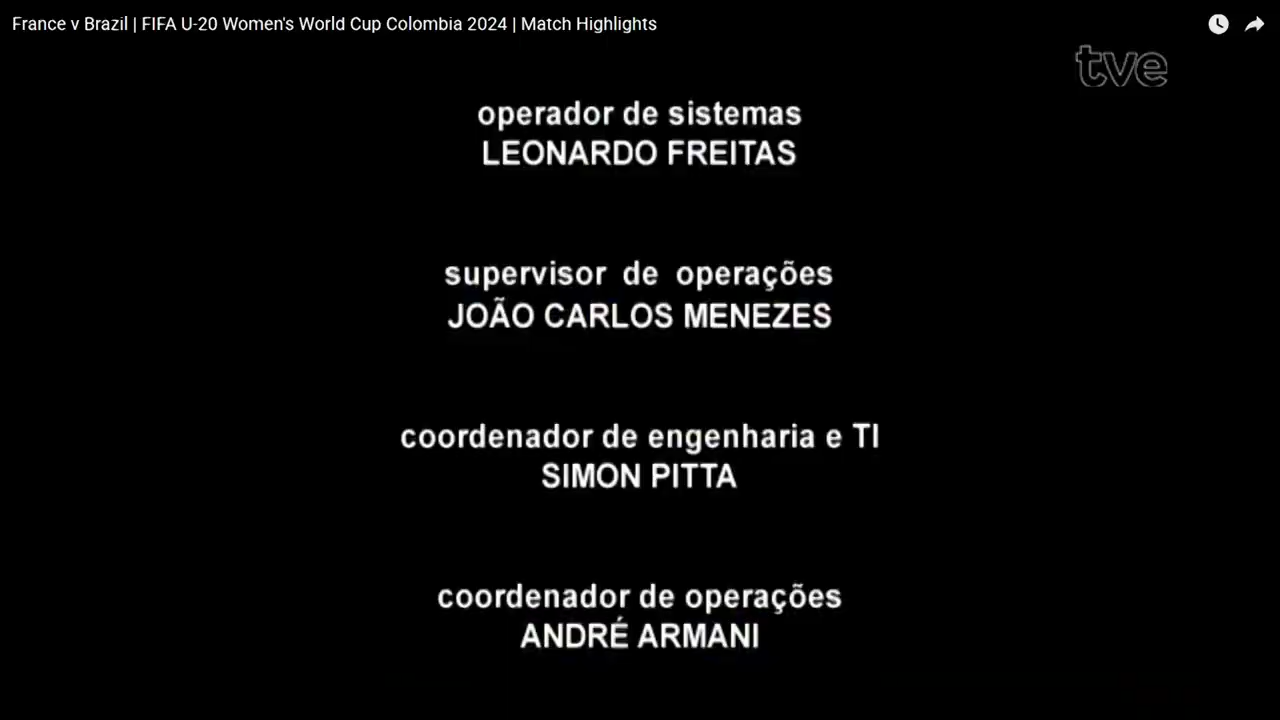 France v Brazil | FIFA U-20 Women's World Cup Colombia 2024 | Match Highlights
tve
operador de sistemas
LEONARDO FREITAS
supervisor de operações
JOÃO CARLOS MENEZES
coordenador de engenharia e TI
SIMON PITTA
coordenador de operações
ANDRÉ ARMANI